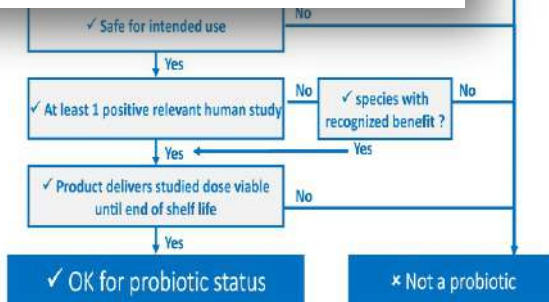 ✓ Safe for intended use
No
Yes
✓ At least 1 positive relevant human study
No
✓ species with
recognized benefit ?
No
Yes
Yes
✓ Product delivers studied dose viable
until end of shelf life
No
Yes
✓ OK for probiotic status
× Not a probiotic